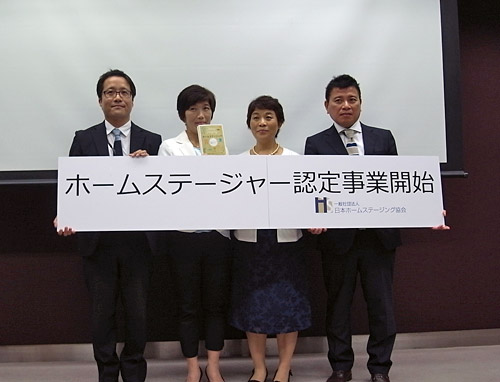 ホームステージャー認定事業開始
一般社団法人
日本ホームステージング協会